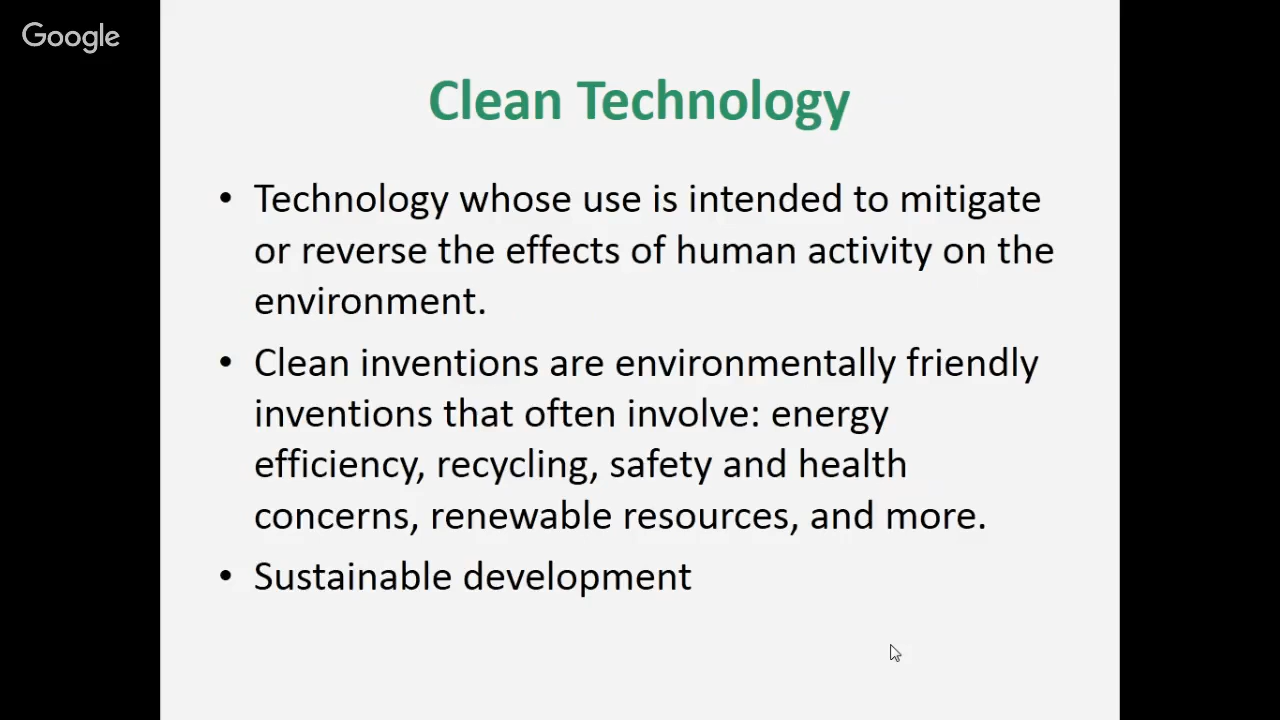 Google
Clean Technology
• Technology whose use is intended to mitigate
or reverse the effects of human activity on the
environment.
• Clean inventions are environmentally friendly
inventions that often involve: energy
efficiency, recycling, safety and health
concerns, renewable resources, and more.
• Sustainable development